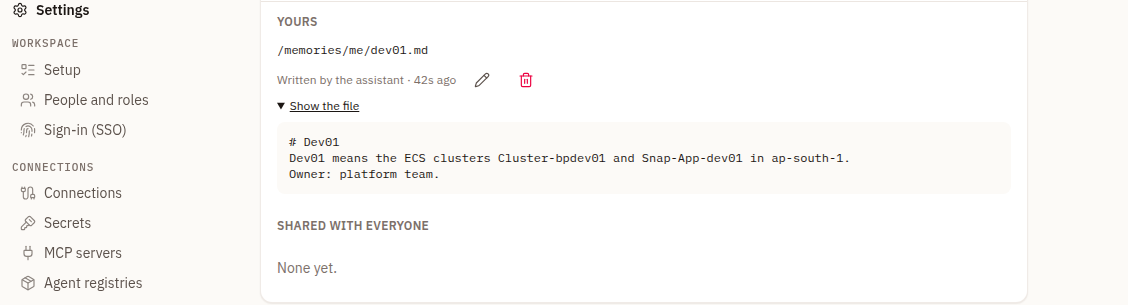 Settings
WORKSPACE
Setup
People and roles
Sign-in (SSO)
CONNECTIONS
Connections
Secrets
MCP servers
Agent registries
YOURS
/memories/me/dev01.md
Written by the assistant · 42s ago
▼ Show the file
# Dev01
Dev01 means the ECS clusters Cluster-bpdev01 and Snap-App-dev01 in ap-south-1.
Owner: platform team.
SHARED WITH EVERYONE
None yet.